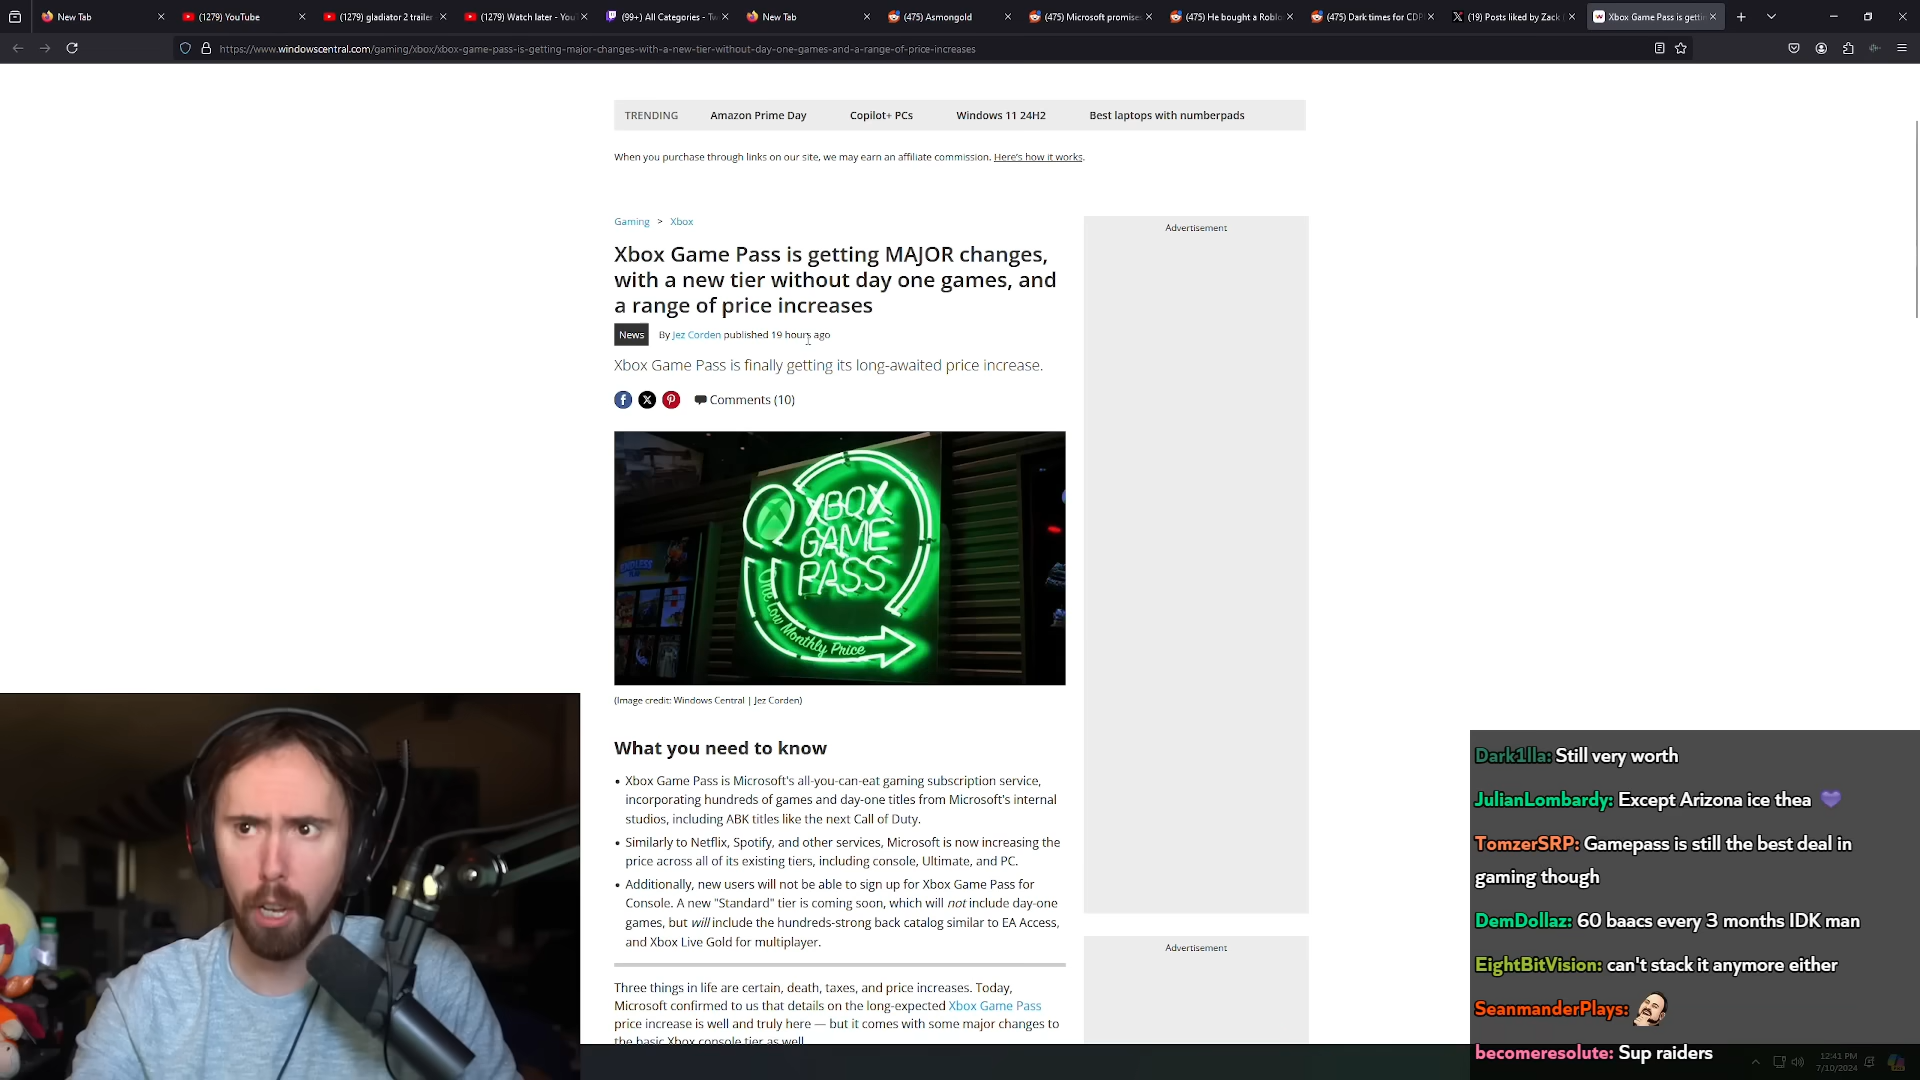 New Tab
(1279) YouTube
(1279) gladiator 2 trailer
(1279) Watch later - You
(99+) All Categories - Tw
New Tab
(475) Asmongold
(475) Microsoft promises
(475) He bought a Roblo
(475) Dark times for CDP
(19) Posts liked by Zack
Xbox Game Pass is gettin
https://www.windowscentral.com/gaming/xbox/xbox-game-pass-is-getting-major-changes-with-a-new-tier-without-day-one-games-and-a-range-of-price-increases
TRENDING
Amazon Prime Day
Copilot+ PCs
Windows 11 24H2
Best laptops with numberpads
When you purchase through links on our site, we may earn an affiliate commission. Here's how it works.
Gaming > Xbox
Advertisement
Xbox Game Pass is getting MAJOR changes,
with a new tier without day one games, and
a range of price increases
News
By Jez Corden published 19 hours ago
Xbox Game Pass is finally getting its long-awaited price increase.
Comments (10)
XBOX
GAME
PASS
One Low Monthly Price
ENDLESS
(Image credit: Windows Central | Jez Corden)
What you need to know
• Xbox Game Pass is Microsoft's all-you-can-eat gaming subscription service,
incorporating hundreds of games and day-one titles from Microsoft's internal
studios, including ABK titles like the next Call of Duty.
• Similarly to Netflix, Spotify, and other services, Microsoft is now increasing the
price across all of its existing tiers, including console, Ultimate, and PC.
• Additionally, new users will not be able to sign up for Xbox Game Pass for
Console. A new "Standard" tier is coming soon, which will not include day-one
games, but will include the hundreds-strong back catalog similar to EA Access,
and Xbox Live Gold for multiplayer.
Advertisement
Three things in life are certain, death, taxes, and price increases. Today,
Microsoft confirmed to us that details on the long-expected Xbox Game Pass
price increase is well and truly here — but it comes with some major changes to
the basic Xbox console tier as well.
Dark1lla: Still very worth
JulianLombardy: Except Arizona ice thea
TomzerSRP: Gamepass is still the best deal in
gaming though
DemDollaz: 60 baacs every 3 months IDK man
EightBitVision: can't stack it anymore either
SeanmanderPlays:
becomeresolute: Sup raiders
12:41 PM
7/10/2024